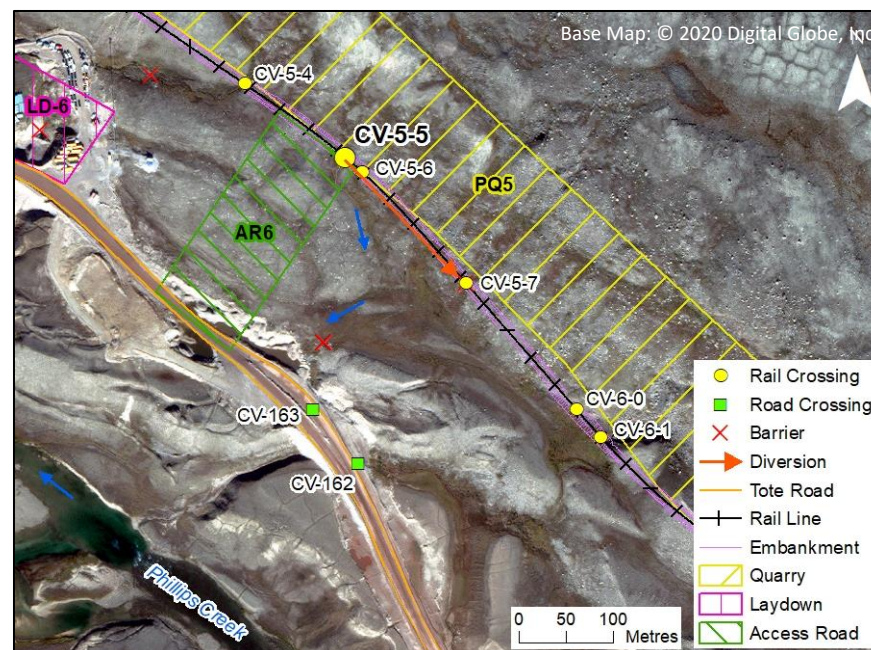 Base Map: © 2020 Digital Globe, Inc
CV-5-4
LD-6
CV-5-5
CV-5-6
PQ5
AR6
CV-5-7
CV-6-0
CV-163
CV-6-1
CV-162
Phillips Creek
0 50 100
Metres
Rail Crossing
Road Crossing
Barrier
Diversion
Tote Road
Rail Line
Embankment
Quarry
Laydown
Access Road